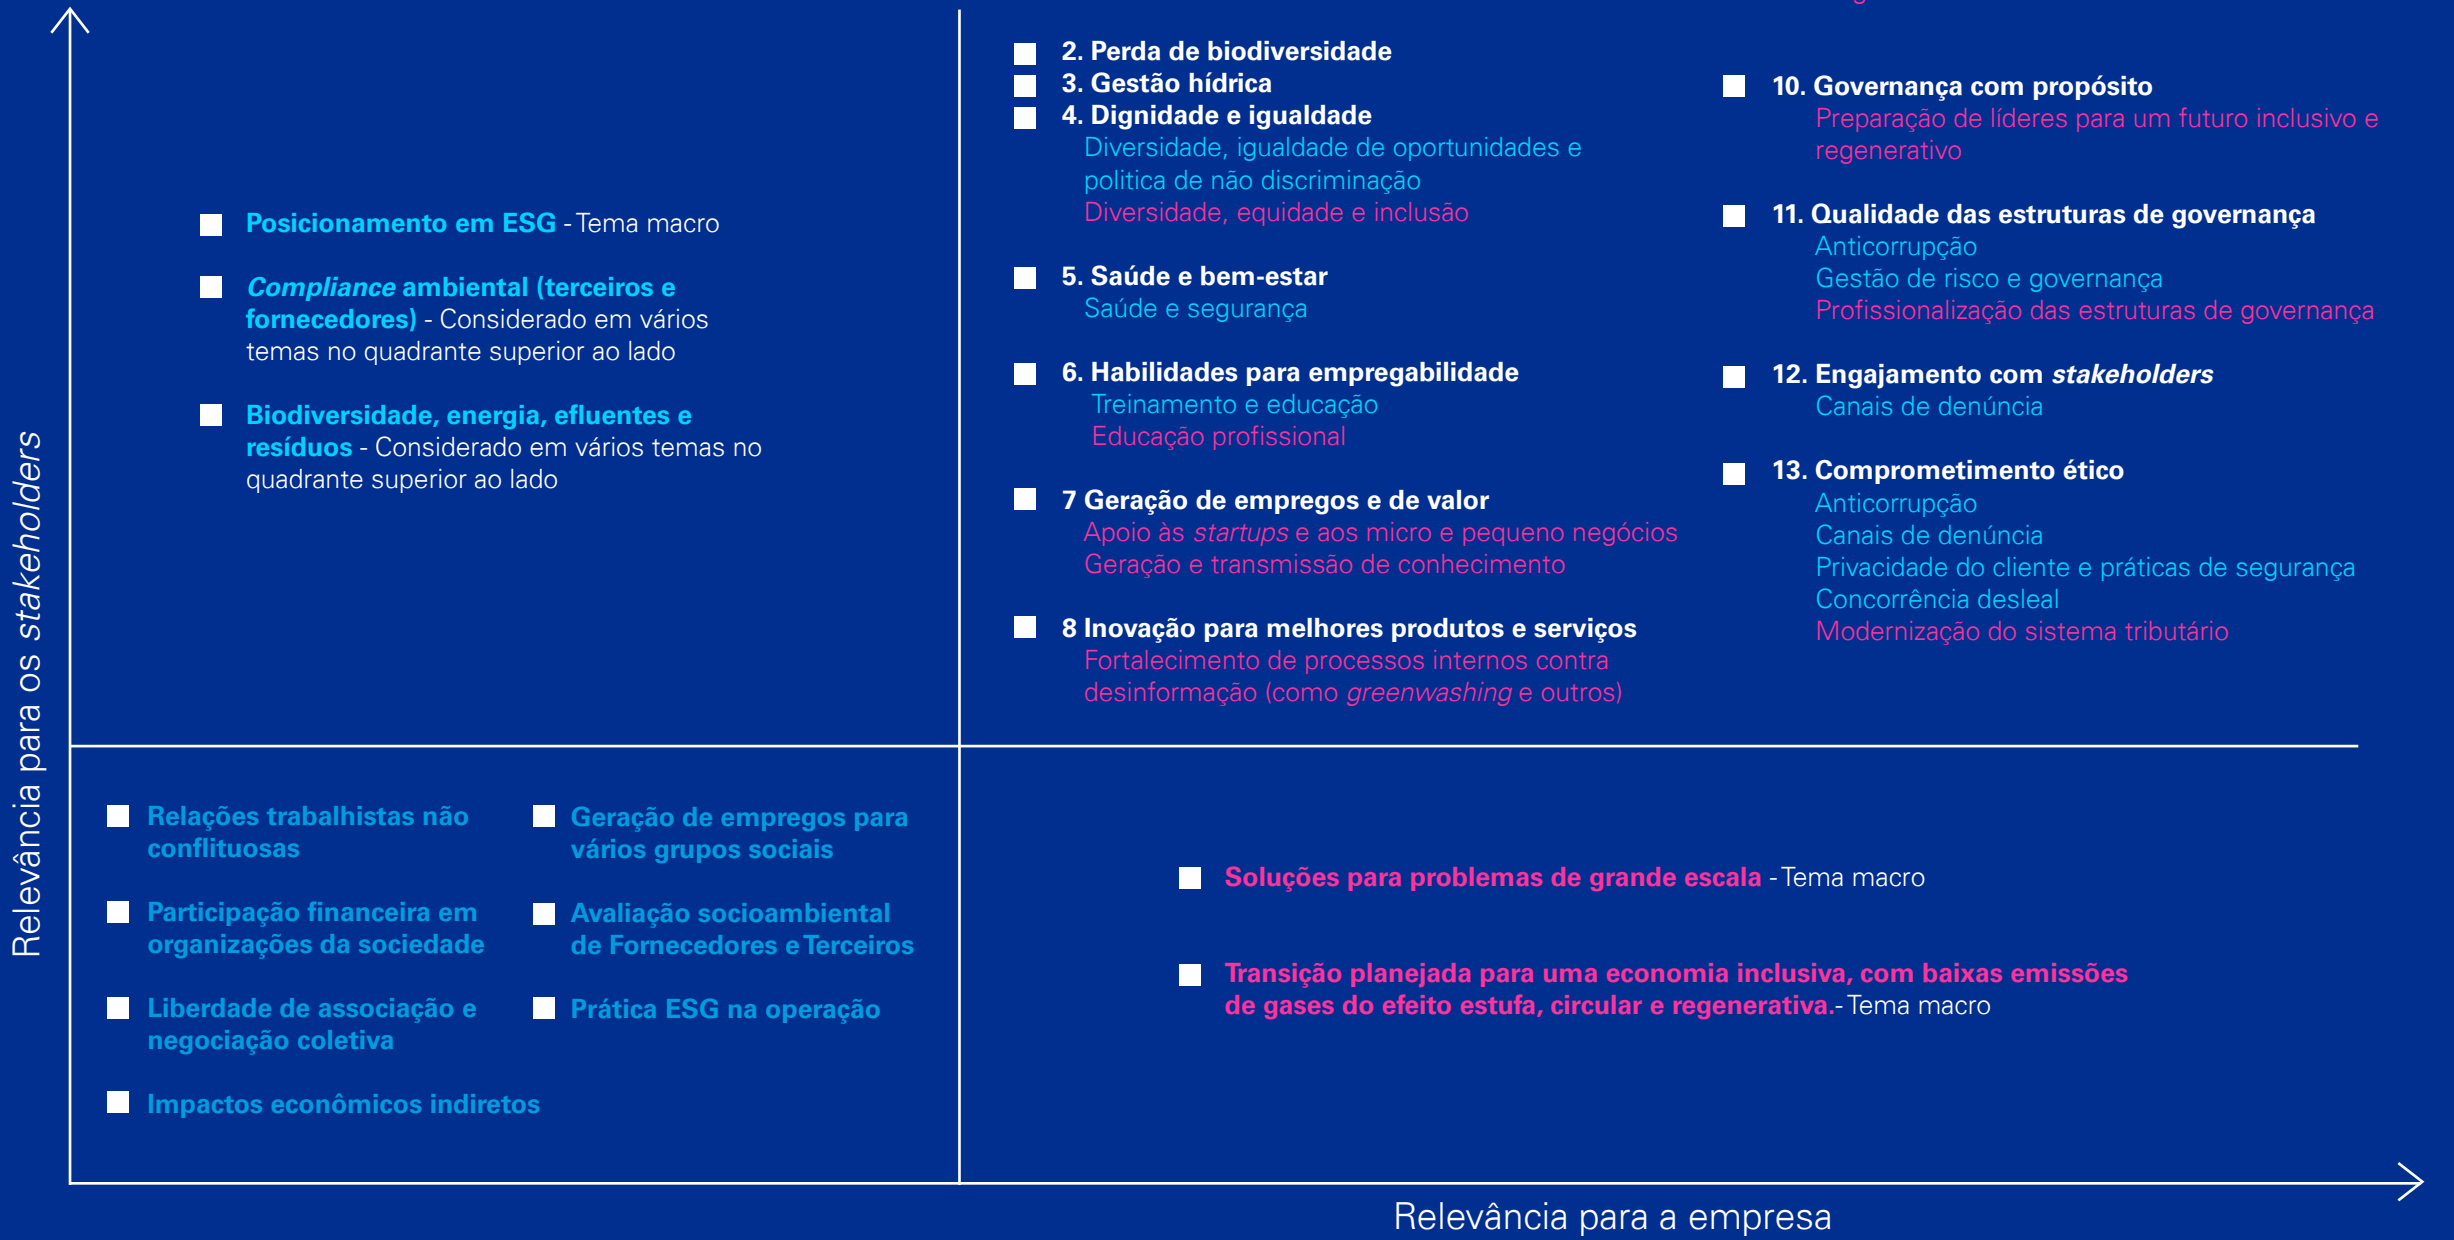 Relevância para os stakeholders
Posicionamento em ESG - Tema macro
Compliance ambiental (terceiros e
fornecedores) - Considerado em vários
temas no quadrante superior ao lado
Biodiversidade, energia, efluentes e
resíduos - Considerado em vários temas no
quadrante superior ao lado
2. Perda de biodiversidade
3. Gestão hídrica
4. Dignidade e igualdade
Diversidade, igualdade de oportunidades e
politica de não discriminação
Diversidade, equidade e inclusão
5. Saúde e bem-estar
Saúde e segurança
6. Habilidades para empregabilidade
Treinamento e educação
Educação profissional
7 Geração de empregos e de valor
Apoio às startups e aos micro e pequeno negócios
Geração e transmissão de conhecimento
8 Inovação para melhores produtos e serviços
Fortalecimento de processos internos contra
desinformação (como greenwashing e outros)
10. Governança com propósito
Preparação de líderes para um futuro inclusivo e
regenerativo
11. Qualidade das estruturas de governança
Anticorrupção
Gestão de risco e governança
Profissionalização das estruturas de governança
12. Engajamento com stakeholders
Canais de denúncia
13. Comprometimento ético
Anticorrupção
Canais de denúncia
Privacidade do cliente e práticas de segurança
Concorrência desleal
Modernização do sistema tributário
Relações trabalhistas não
conflituosas
Participação financeira em
organizações da sociedade
Liberdade de associação e
negociação coletiva
Impactos econômicos indiretos
Geração de empregos para
vários grupos sociais
Avaliação socioambiental
de Fornecedores e Terceiros
Prática ESG na operação
Soluções para problemas de grande escala - Tema macro
Transição planejada para uma economia inclusiva, com baixas emissões
de gases do efeito estufa, circular e regenerativa.- Tema macro
Relevância para a empresa